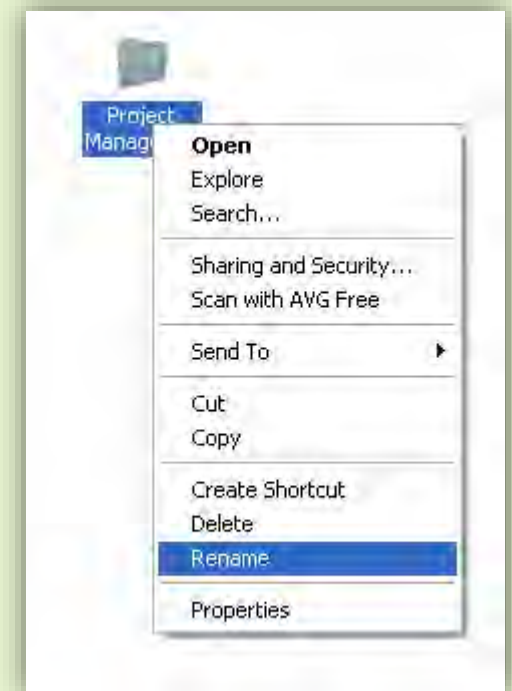 Project
Open
Explore
Search...
Sharing and Security...
Scan with AVG Free
Send To
Cut
Copy
Create Shortcut
Delete
Rename
Properties